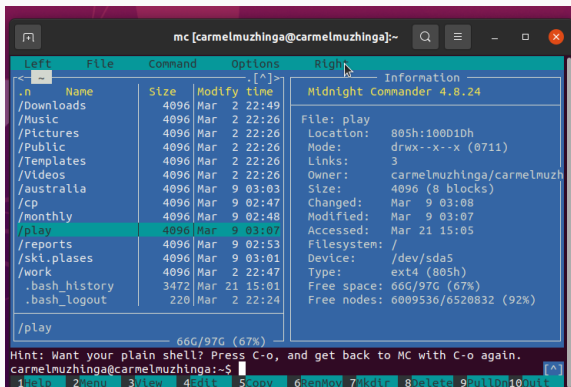 mc [carmelmuzhinga@carmelmuzhinga]:~
Left File Command Options Right
~ .[^]>
.n Name Size Modify time
/Downloads 4096 Mar 2 22:49
/Music 4096 Mar 2 22:26
/Pictures 4096 Mar 2 22:26
/Public 4096 Mar 2 22:26
/Templates 4096 Mar 2 22:26
/Videos 4096 Mar 2 22:26
/australia 4096 Mar 9 03:03
/cp 4096 Mar 9 02:47
/monthly 4096 Mar 9 02:48
/play 4096 Mar 9 03:07
/reports 4096 Mar 9 02:53
/ski.plases 4096 Mar 9 03:01
/work 4096 Mar 2 22:47
.bash_history 3472 Mar 21 15:01
.bash_logout 220 Mar 2 22:24
/play
66G/97G (67%)
Information
Midnight Commander 4.8.24
File: play
Location: 805h:100D1Dh
Mode: drwx--x--x (0711)
Links: 3
Owner: carmelmuzhinga/carmelmuzh
Size: 4096 (8 blocks)
Changed: Mar 9 03:08
Modified: Mar 9 03:07
Accessed: Mar 21 15:05
Filesystem: /
Device: /dev/sda5
Type: ext4 (805h)
Free space: 66G/97G (67%)
Free nodes: 6009536/6520832 (92%)
Hint: Want your plain shell? Press C-o, and get back to MC with C-o again.
carmelmuzhinga@carmelmuzhinga:~$ [^]
1Help 2Menu 3View 4Edit 5Copy 6RenMov 7Mkdir 8Delete 9PullDn 10Quit